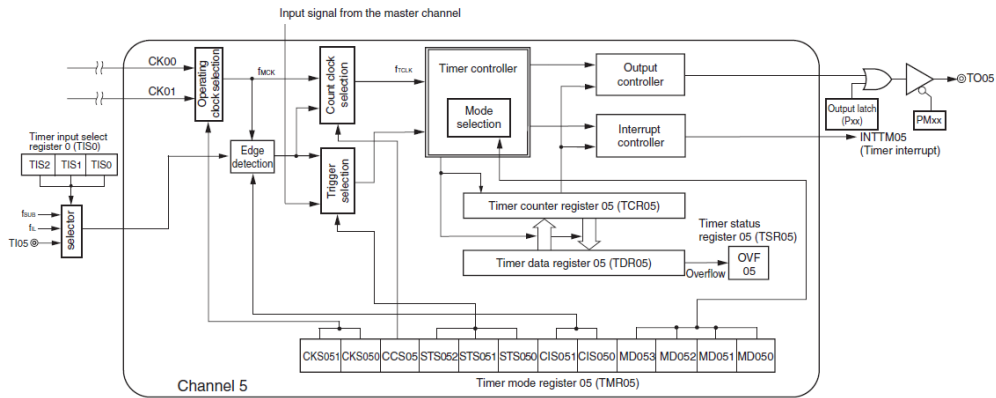 Input signal from the master channel
CK00
CK01
Operating
clock selection
fMCK
Count clock
selection
fTCLK
Timer controller
Mode
selection
Output
controller
Interrupt
controller
Output latch
(Pxx)
PMxx
TO05
INTTM05
(Timer interrupt)
Timer input select
register 0 (TIS0)
TIS2 TIS1 TIS0
Edge
detection
Trigger
selection
fSUB
fIL
TI05
selector
Timer counter register 05 (TCR05)
Timer data register 05 (TDR05)
Timer status
register 05 (TSR05)
Overflow
OVF
05
CKS051 CKS050 CCS05 STS052 STS051 STS050 CIS051 CIS050 MD053 MD052 MD051 MD050
Channel 5
Timer mode register 05 (TMR05)